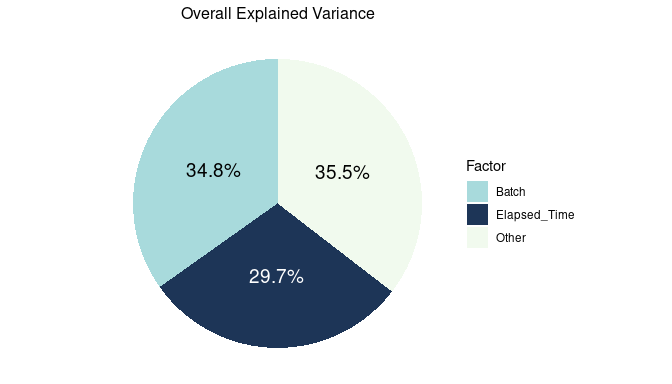 Overall Explained Variance
34.8%
35.5%
29.7%
Factor
Batch
Elapsed_Time
Other